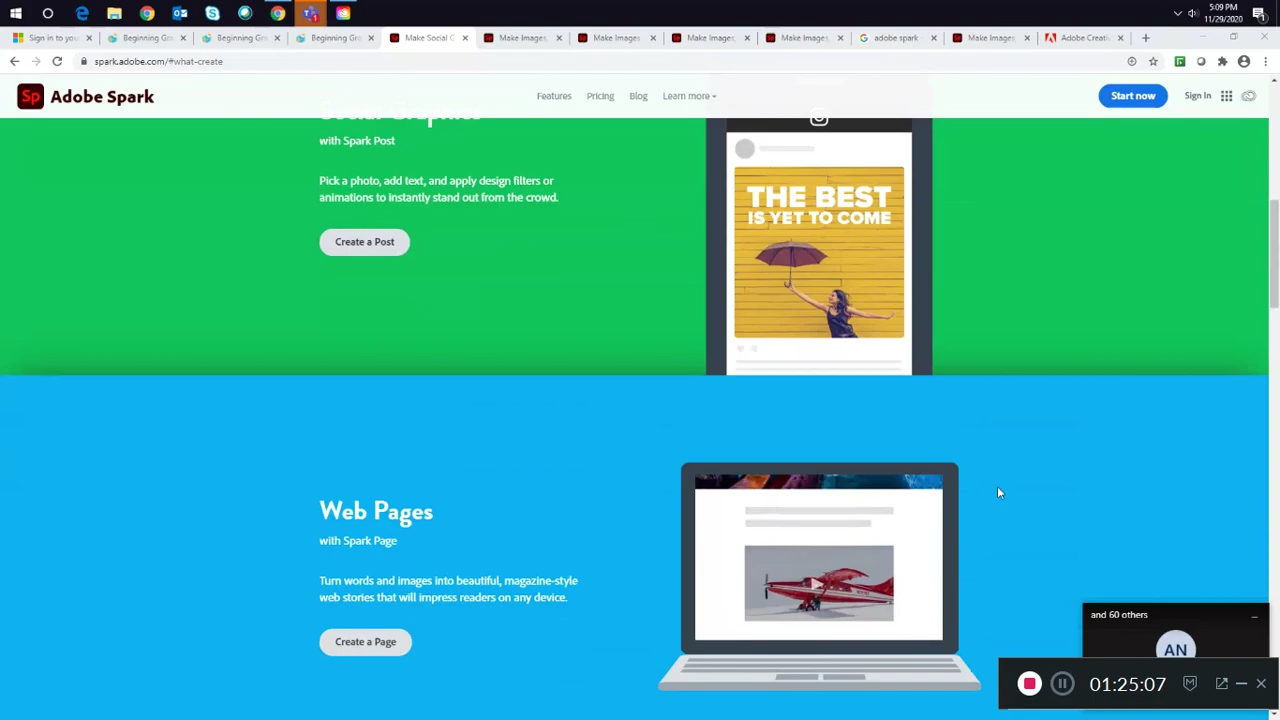 5:09 PM
11/29/2020
Sign in to you
Beginning Gr
Beginning Gr
Beginning Gr
Make Social G
Make Images,
Make Images
Make Images,
Make Images,
adobe spark
Make Images,
Adobe Creati
spark.adobe.com/#what-create
Sp Adobe Spark
Features Pricing Blog Learn more
Start now Sign In
Social Graphics
with Spark Post
Pick a photo, add text, and apply design filters or
animations to instantly stand out from the crowd.
Create a Post
THE BEST
IS YET TO COME
Web Pages
with Spark Page
Turn words and images into beautiful, magazine-style
web stories that will impress readers on any device.
Create a Page
and 60 others
AN
01:25:07